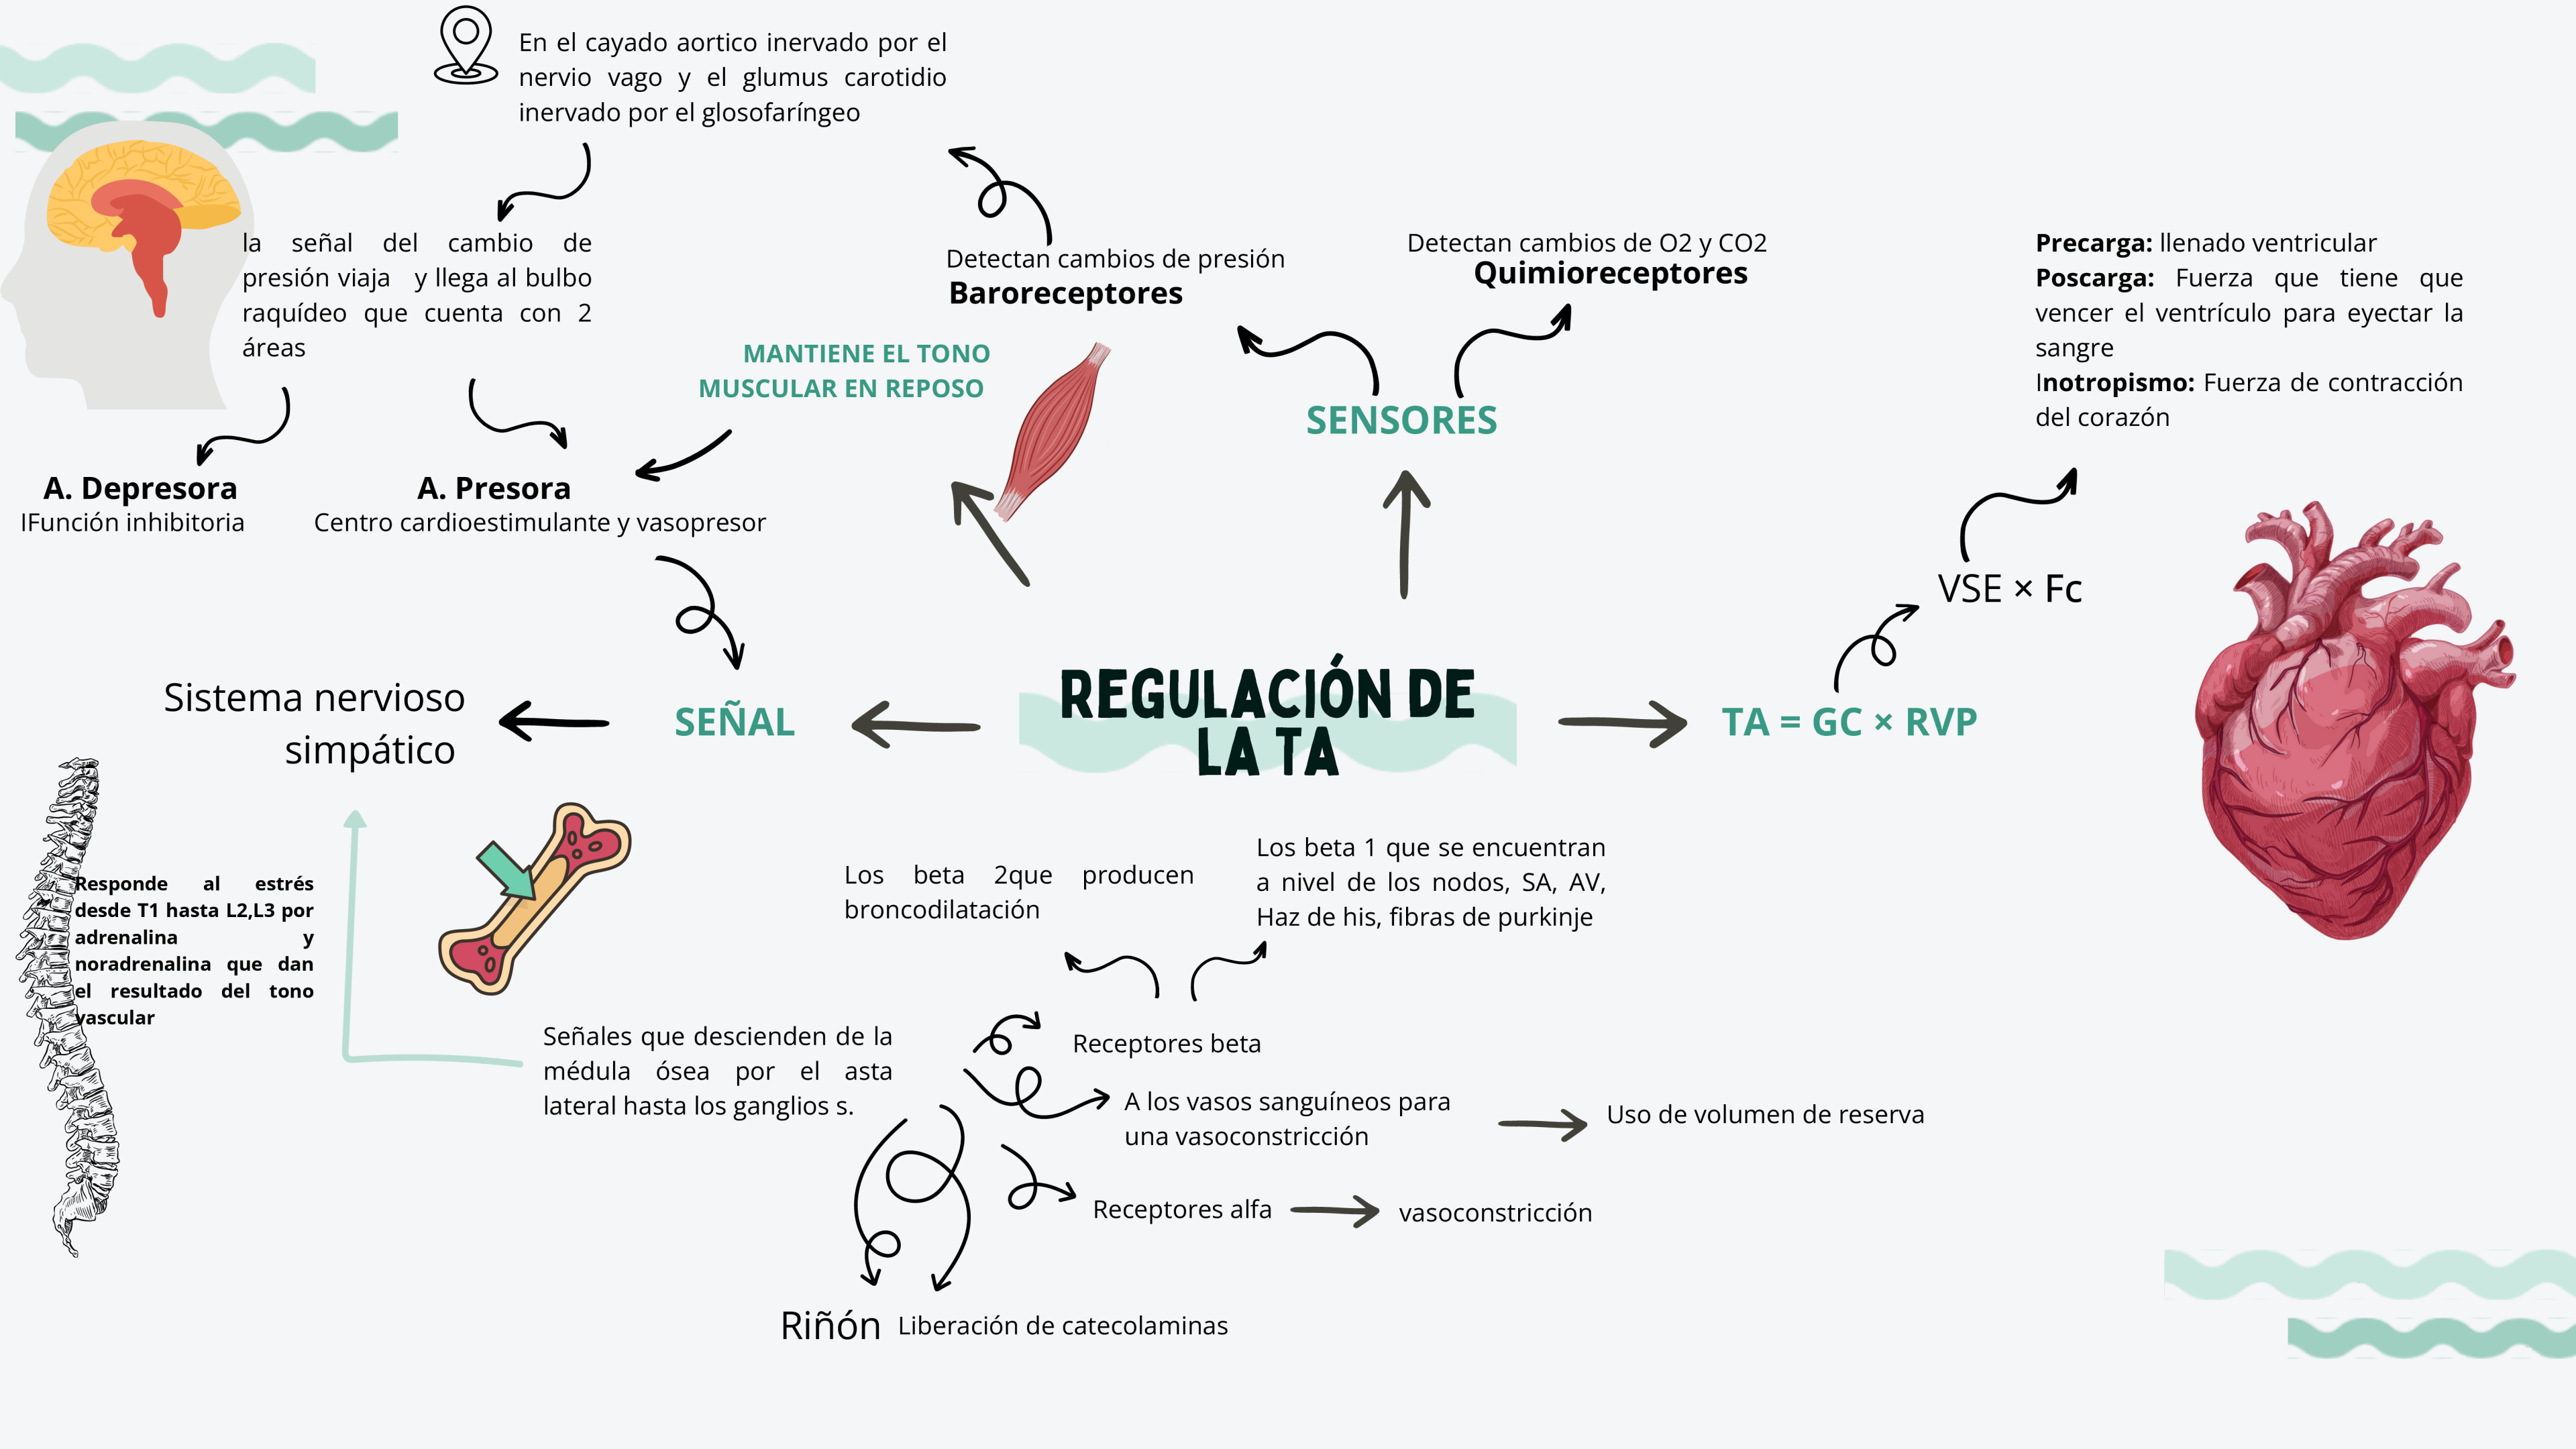 En el cayado aortico inervado por el
nervio vago y el glumus carotidio
inervado por el glosofaríngeo
la señal del cambio de
presión viaja y llega al bulbo
raquídeo que cuenta con 2
áreas
A. Depresora
IFunción inhibitoria
A. Presora
Centro cardioestimulante y vasopresor
MANTIENE EL TONO
MUSCULAR EN REPOSO
Detectan cambios de presión
Baroreceptores
Detectan cambios de O2 y CO2
Quimioreceptores
SENSORES
Precarga: llenado ventricular
Poscarga: Fuerza que tiene que
vencer el ventrículo para eyectar la
sangre
Inotropismo: Fuerza de contracción
del corazón
VSE × Fc
TA = GC × RVP
REGULACIÓN DE
LA TA
SEÑAL
Sistema nervioso
simpático
Responde al estrés
desde T1 hasta L2,L3 por
adrenalina y
noradrenalina que dan
el resultado del tono
vascular
Señales que descienden de la
médula ósea por el asta
lateral hasta los ganglios s.
Los beta 2que producen
broncodilatación
Los beta 1 que se encuentran
a nivel de los nodos, SA, AV,
Haz de his, fibras de purkinje
Receptores beta
A los vasos sanguíneos para
una vasoconstricción
Uso de volumen de reserva
Receptores alfa
vasoconstricción
Riñón
Liberación de catecolaminas